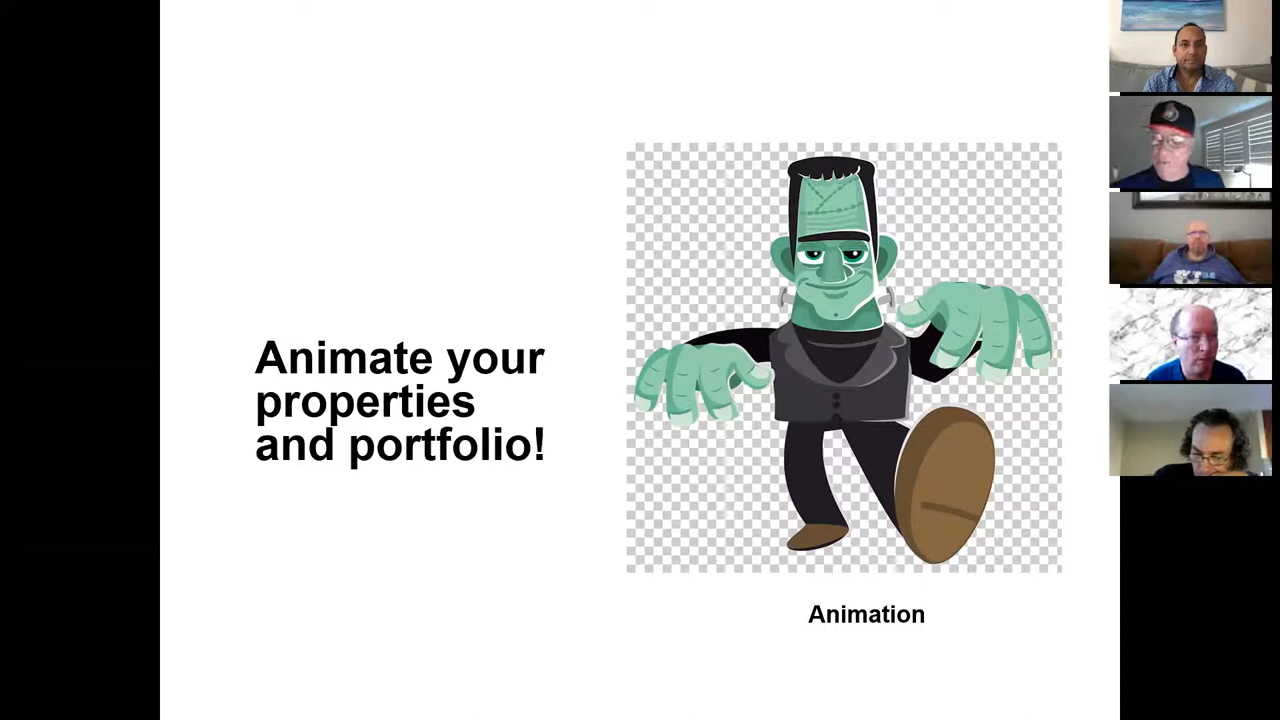 Animate your
properties
and portfolio!
Animation